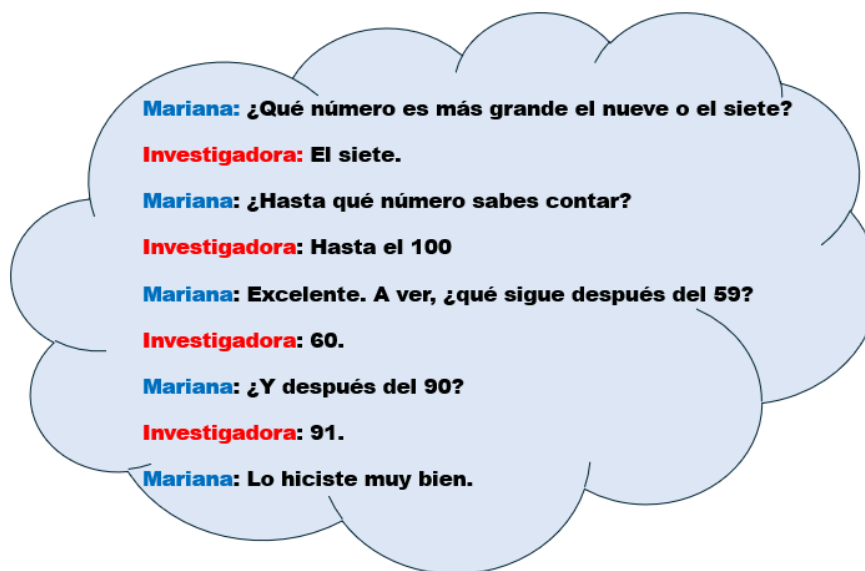 Mariana: ¿Qué número es más grande el nueve o el siete?
Investigadora: El siete.
Mariana: ¿Hasta qué número sabes contar?
Investigadora: Hasta el 100
Mariana: Excelente. A ver, ¿qué sigue después del 59?
Investigadora: 60.
Mariana: ¿Y después del 90?
Investigadora: 91.
Mariana: Lo hiciste muy bien.